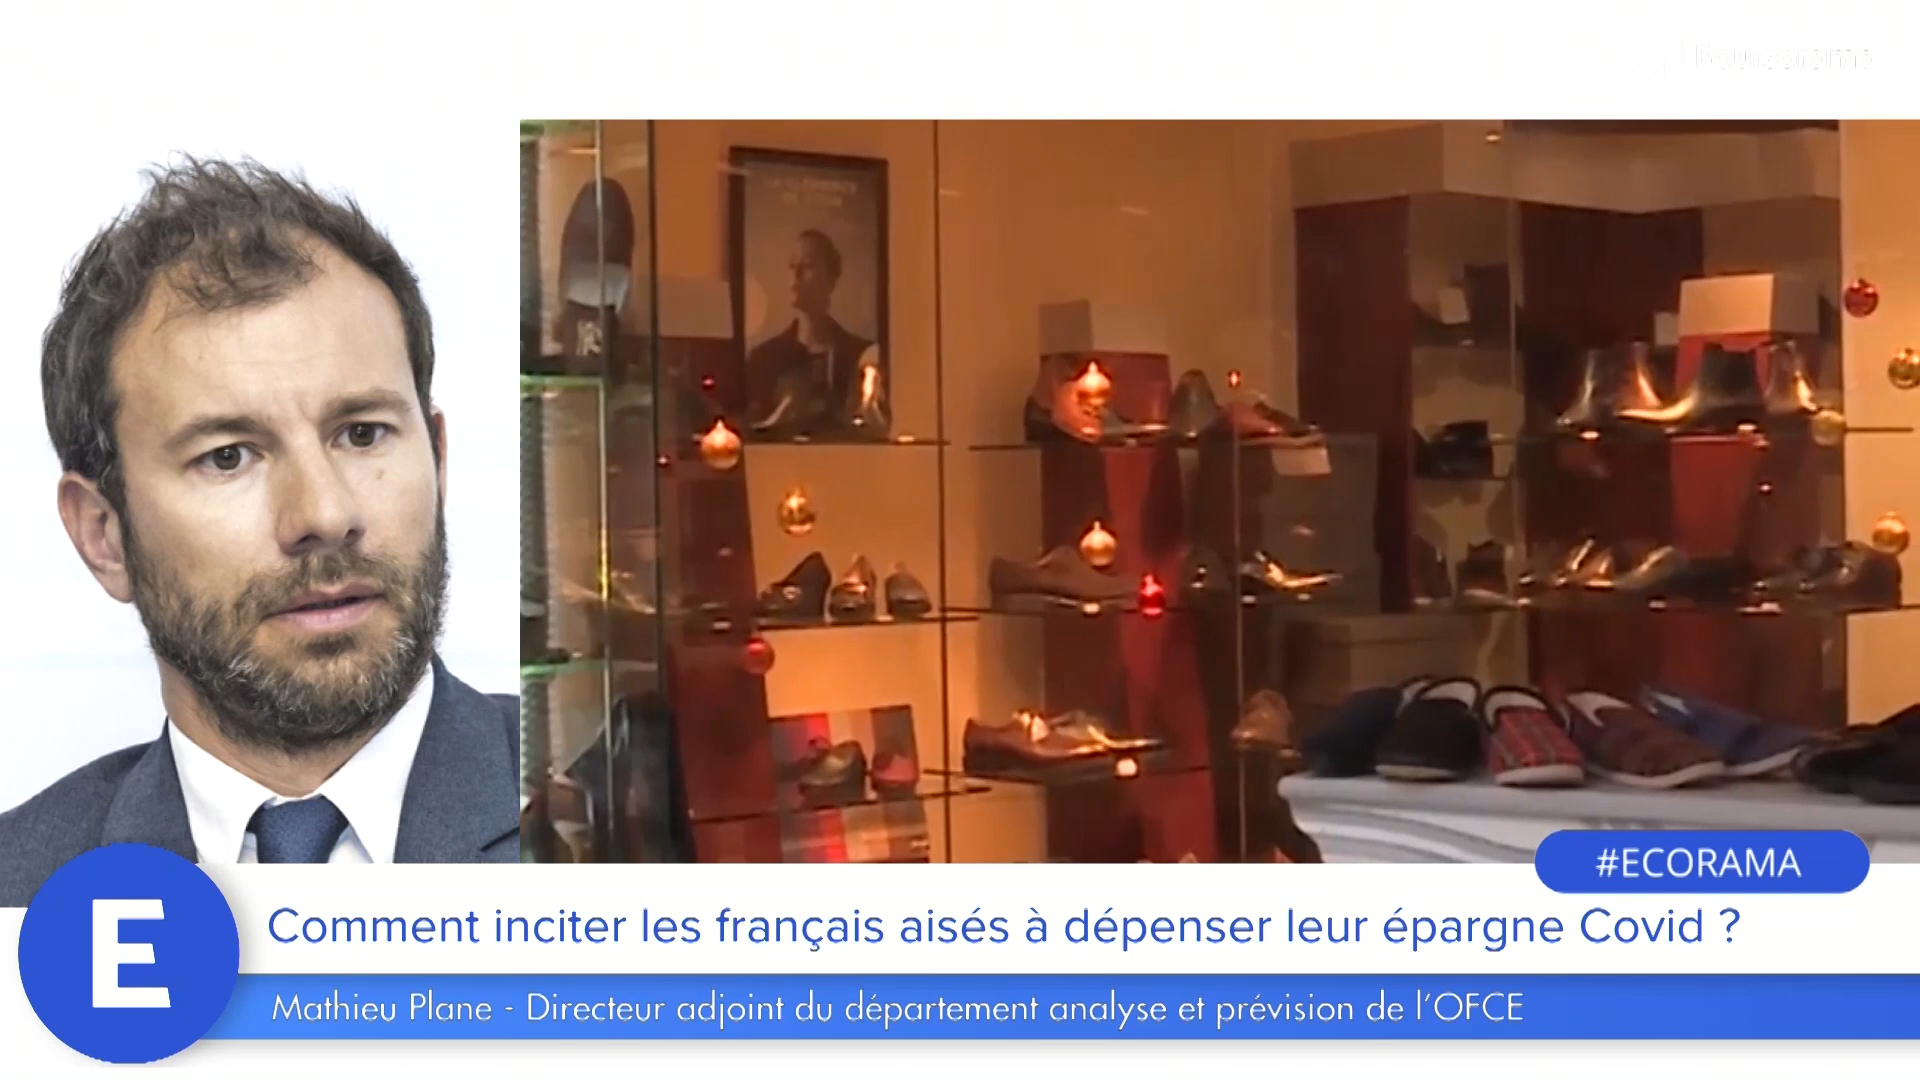 Boursorama
#ECORAMA
Comment inciter les français aisés à dépenser leur épargne Covid ?
E
Mathieu Plane - Directeur adjoint du département analyse et prévision de l'OFCE